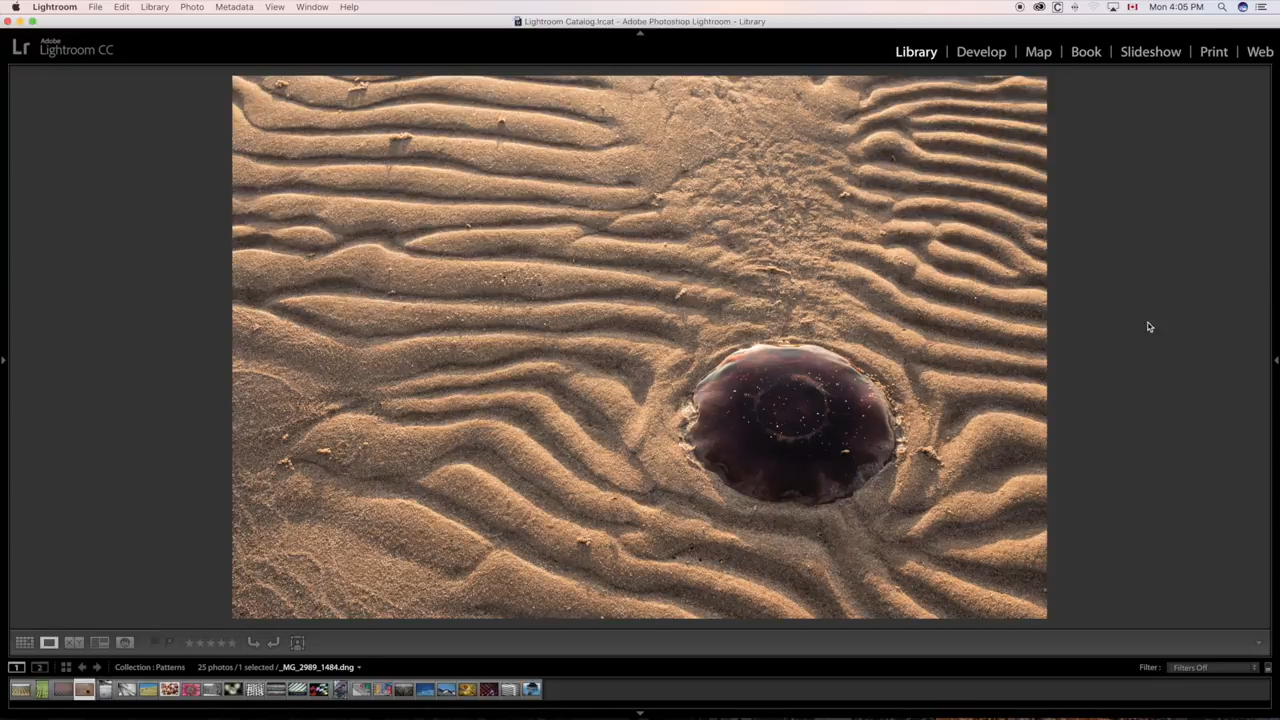 Lightroom File Edit Library Photo Metadata View Window Help Mon 4:05 PM
Lightroom Catalog.lrcat - Adobe Photoshop Lightroom - Library
Lr Adobe Lightroom CC
Library | Develop | Map | Book | Slideshow | Print | Web
1 2 Collection : Patterns 25 photos / 1 selected / _MG_2989_1484.dng Filter : Filters Off